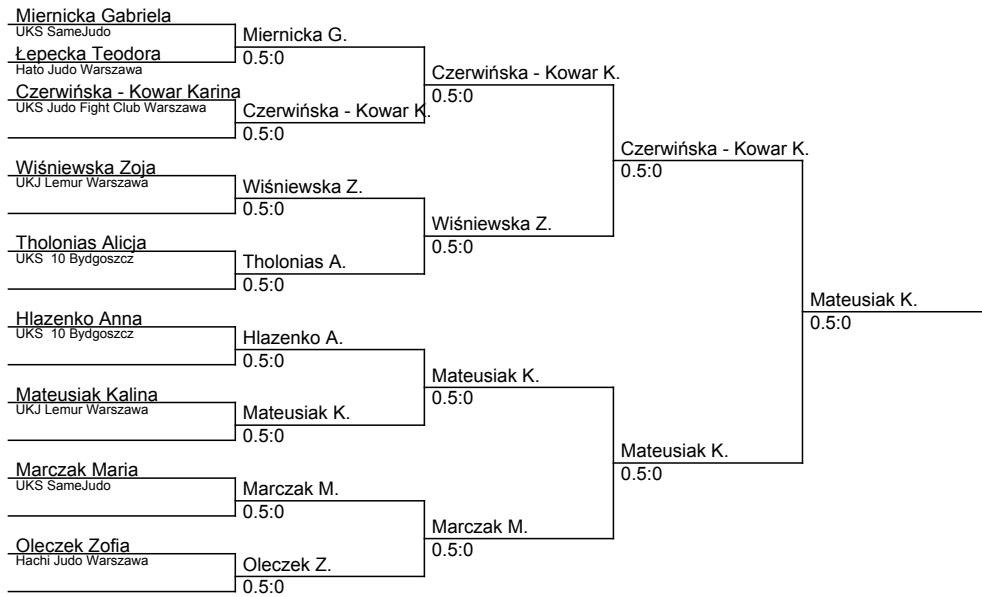 Miernicka Gabriela
UKS SameJudo
Łepecka Teodora
Hato Judo Warszawa
Czerwińska - Kowar Karina
UKS Judo Fight Club Warszawa
Wiśniewska Zoja
UKJ Lemur Warszawa
Tholonias Alicja
UKS 10 Bydgoszcz
Hlazenko Anna
UKS 10 Bydgoszcz
Mateusiak Kalina
UKJ Lemur Warszawa
Marczak Maria
UKS SameJudo
Oleczek Zofia
Hachi Judo Warszawa
Miernicka G.
0.5:0
Czerwińska - Kowar K.
0.5:0
Wiśniewska Z.
0.5:0
Tholonias A.
0.5:0
Hlazenko A.
0.5:0
Mateusiak K.
0.5:0
Marczak M.
0.5:0
Oleczek Z.
0.5:0
Czerwińska - Kowar K.
0.5:0
Wiśniewska Z.
0.5:0
Mateusiak K.
0.5:0
Marczak M.
0.5:0
Czerwińska - Kowar K.
0.5:0
Mateusiak K.
0.5:0
Mateusiak K.
0.5:0